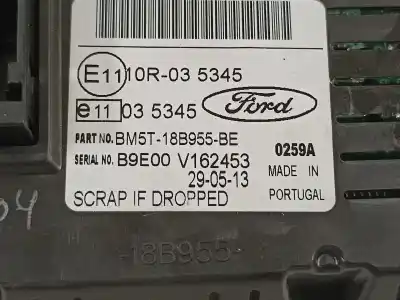 E11 10R-03 5345
e11 03 5345 Ford
PART NO. BM5T-18B955-BE
SERIAL NO. B9E00 V162453 0259A
29-05-13 MADE IN
SCRAP IF DROPPED PORTUGAL
04
-18B955-